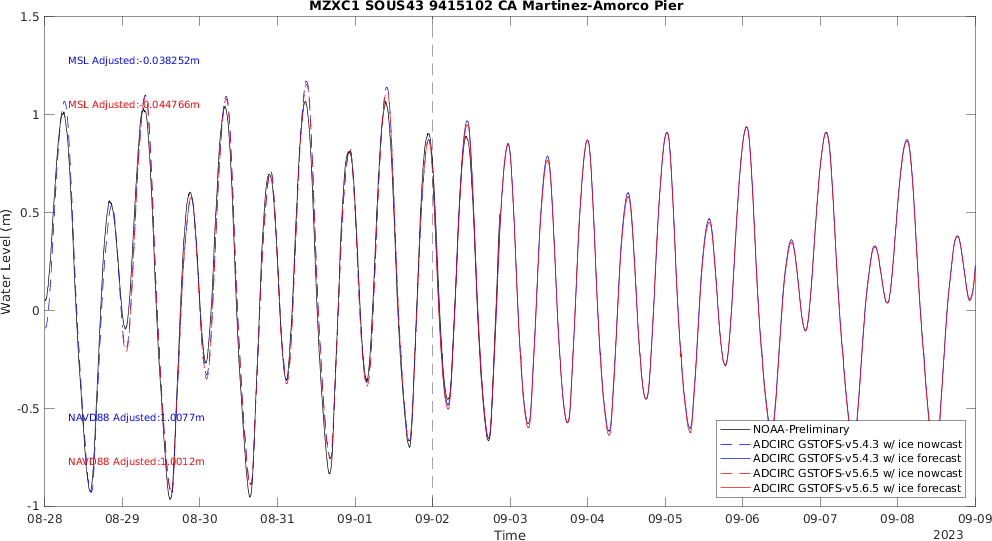 MZXC1 SOUS43 9415102 CA Martinez-Amorco Pier
1.5
1
0.5
0
-0.5
-1
Water Level (m)
MSL Adjusted:-0.038252m
MSL Adjusted:-0.044766m
NAVD88 Adjusted:1.0077m
NAVD88 Adjusted:1.0012m
NOAA-Preliminary
ADCIRC GSTOFS-v5.4.3 w/ ice nowcast
ADCIRC GSTOFS-v5.4.3 w/ ice forecast
ADCIRC GSTOFS-v5.6.5 w/ ice nowcast
ADCIRC GSTOFS-v5.6.5 w/ ice forecast
08-28 08-29 08-30 08-31 09-01 09-02 09-03 09-04 09-05 09-06 09-07 09-08 09-09
Time
2023